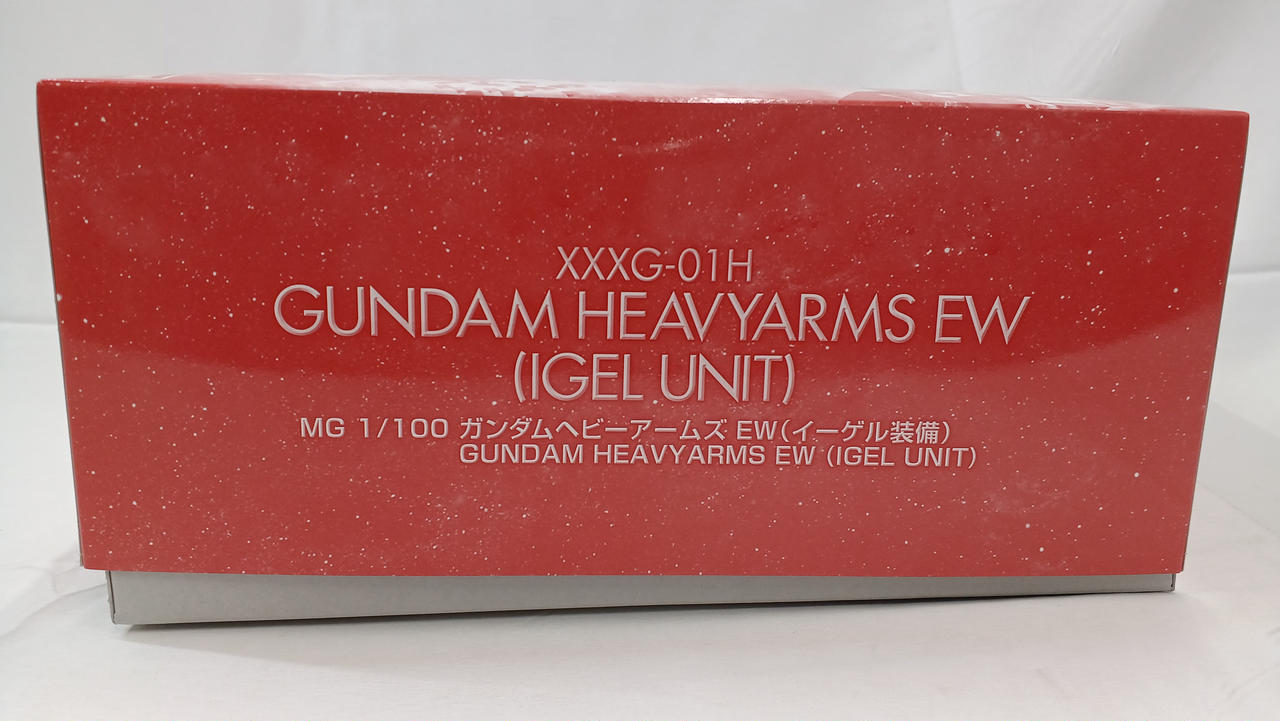 XXXG-01H
GUNDAM HEAVYARMS EW
(IGEL UNIT)
MG 1/100 ガンダムヘビーアームズ EW(イーゲル装備)
GUNDAM HEAVYARMS EW (IGEL UNIT)